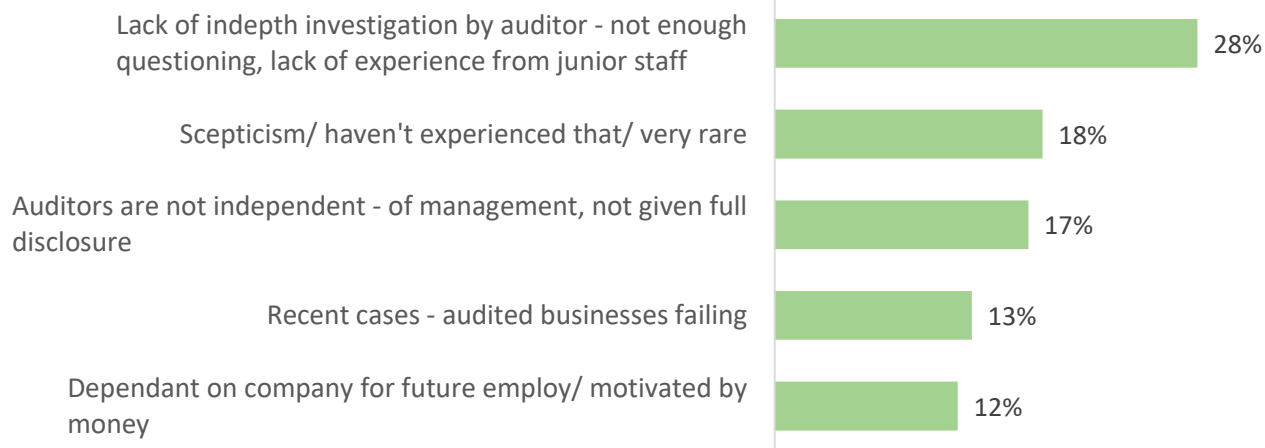 Lack of indepth investigation by auditor - not enough
questioning, lack of experience from junior staff
28%
Scepticism/ haven't experienced that/ very rare
18%
Auditors are not independent - of management, not given full
disclosure
17%
Recent cases - audited businesses failing
13%
Dependant on company for future employ/ motivated by
money
12%